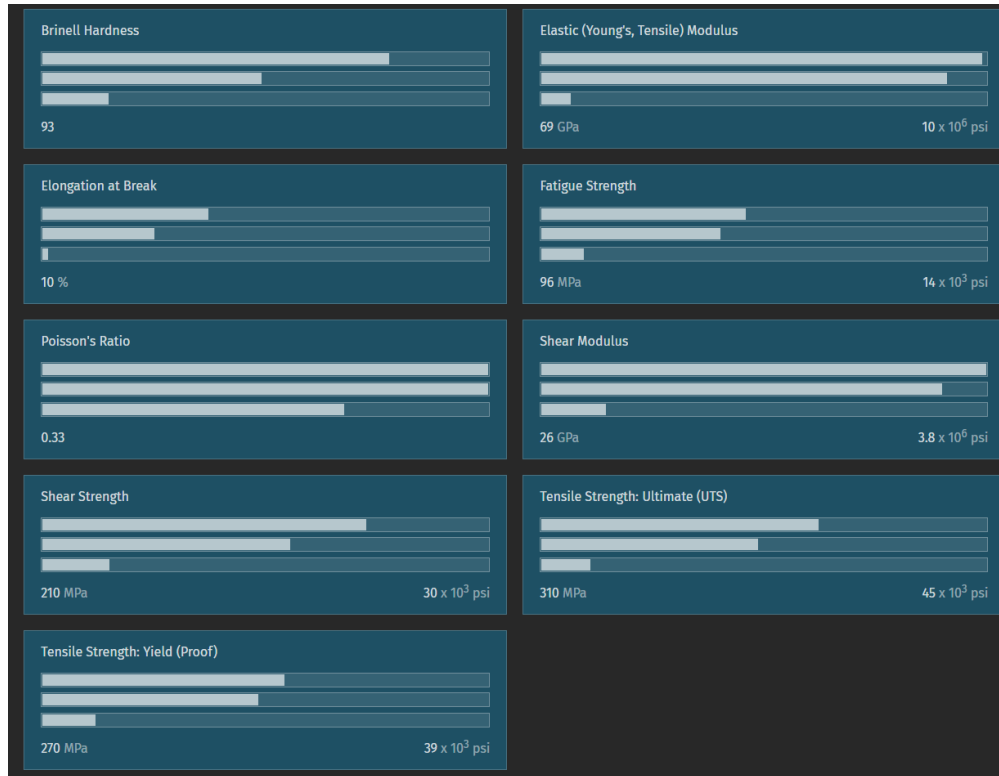 Brinell Hardness
93
Elastic (Young's, Tensile) Modulus
69 GPa
10 x 10⁶ psi
Elongation at Break
10 %
Fatigue Strength
96 MPa
14 x 10³ psi
Poisson's Ratio
0.33
Shear Modulus
26 GPa
3.8 x 10⁶ psi
Shear Strength
210 MPa
30 x 10³ psi
Tensile Strength: Ultimate (UTS)
310 MPa
45 x 10³ psi
Tensile Strength: Yield (Proof)
270 MPa
39 x 10³ psi